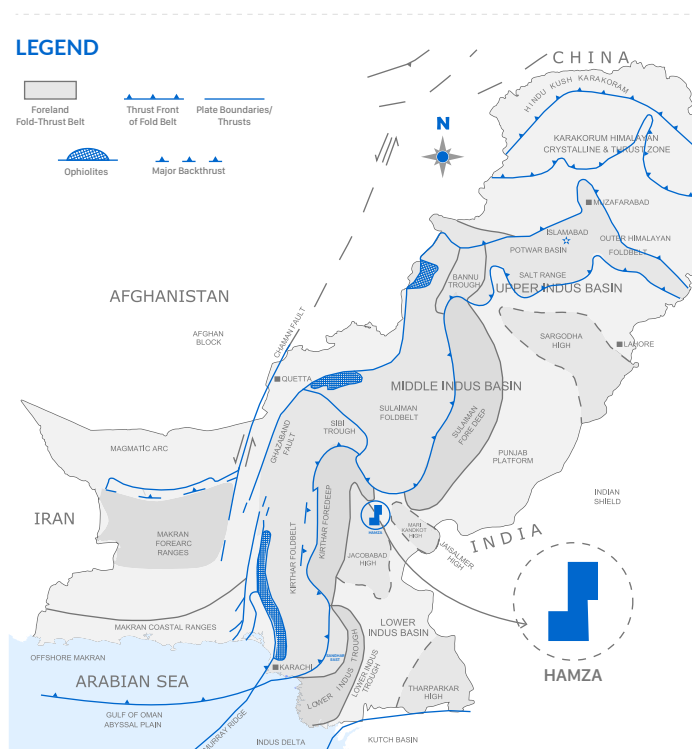 LEGEND
Foreland
Fold-Thrust Belt
Thrust Front
of Fold Belt
Plate Boundaries/
Thrusts
Ophiolites
Major Backthrust
N
CHINA
HINDU KUSH KARAKORAM
KARAKORUM HIMALAYAN
CRYSTALLINE & THRUST ZONE
MUZAFARABAD
ISLAMABAD
POTWAR BASIN
OUTER HIMALAYAN
FOLDBELT
SALT RANGE
BANNU
TROUGH
UPPER INDUS BASIN
AFGHANISTAN
AFGHAN
BLOCK
CHAMAN FAULT
SARGODHA
HIGH
LAHORE
QUETTA
MIDDLE INDUS BASIN
SULAIMAN
FOLDBELT
SULAIMAN
FORE DEEP
SIBI
TROUGH
GHAZABAND
FAULT
PUNJAB
PLATFORM
MAGMATIC ARC
INDIAN
SHIELD
IRAN
MAKRAN
FOREARC
RANGES
KIRTHAR FOLDBELT
KIRTHAR FOREDEEP
HAMZA
MARI
KANDKOT
HIGH
JAISALMER
HIGH
INDIA
JACOBABAD
HIGH
MAKRAN COASTAL RANGES
LOWER
INDUS BASIN
OFFSHORE MAKRAN
KARACHI
LOWER INDUS TROUGH
LOWER INDUS
TROUGH
THARPARKAR
HIGH
HAMZA
ARABIAN SEA
GULF OF OMAN
ABYSSAL PLAIN
MURRAY RIDGE
INDUS DELTA
KUTCH BASIN